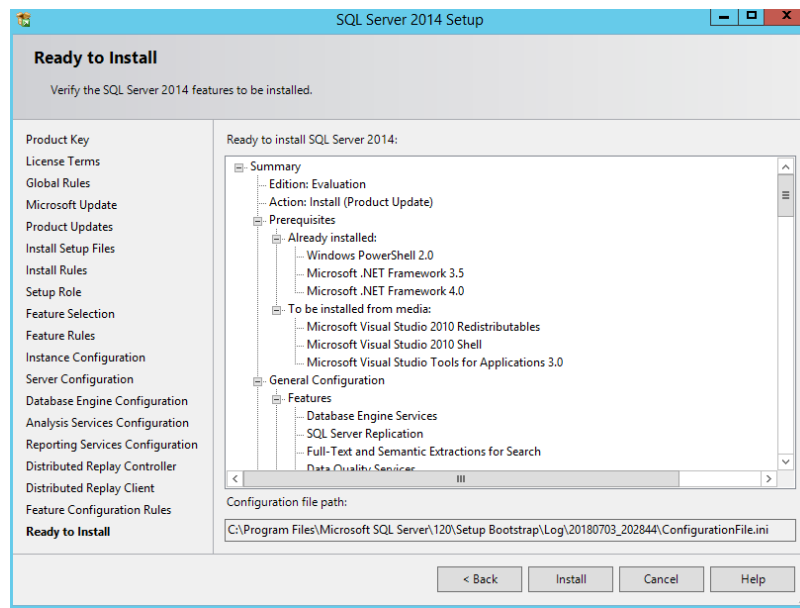 SQL Server 2014 Setup
Ready to Install
Verify the SQL Server 2014 features to be installed.
Product Key
License Terms
Global Rules
Microsoft Update
Product Updates
Install Setup Files
Install Rules
Setup Role
Feature Selection
Feature Rules
Instance Configuration
Server Configuration
Database Engine Configuration
Analysis Services Configuration
Reporting Services Configuration
Distributed Replay Controller
Distributed Replay Client
Feature Configuration Rules
Ready to Install
Ready to install SQL Server 2014:
Summary
Edition: Evaluation
Action: Install (Product Update)
Prerequisites
Already installed:
Windows PowerShell 2.0
Microsoft .NET Framework 3.5
Microsoft .NET Framework 4.0
To be installed from media:
Microsoft Visual Studio 2010 Redistributables
Microsoft Visual Studio 2010 Shell
Microsoft Visual Studio Tools for Applications 3.0
General Configuration
Features
Database Engine Services
SQL Server Replication
Full-Text and Semantic Extractions for Search
Data Quality Services
Configuration file path:
C:\Program Files\Microsoft SQL Server\120\Setup Bootstrap\Log\20180703_202844\ConfigurationFile.ini
< Back
Install
Cancel
Help